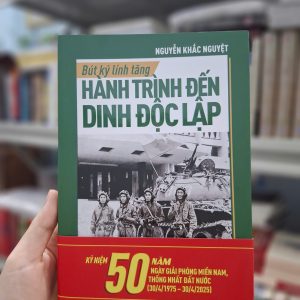 NGUYỄN KHẮC NGUYỆT
Bút ký lính tăng
HÀNH TRÌNH ĐẾN
DINH ĐỘC LẬP
KỶ NIỆM 50 NĂM
NGÀY GIẢI PHÓNG MIỀN NAM,
THỐNG NHẤT ĐẤT NƯỚC
(30/4/1975 – 30/4/2025)